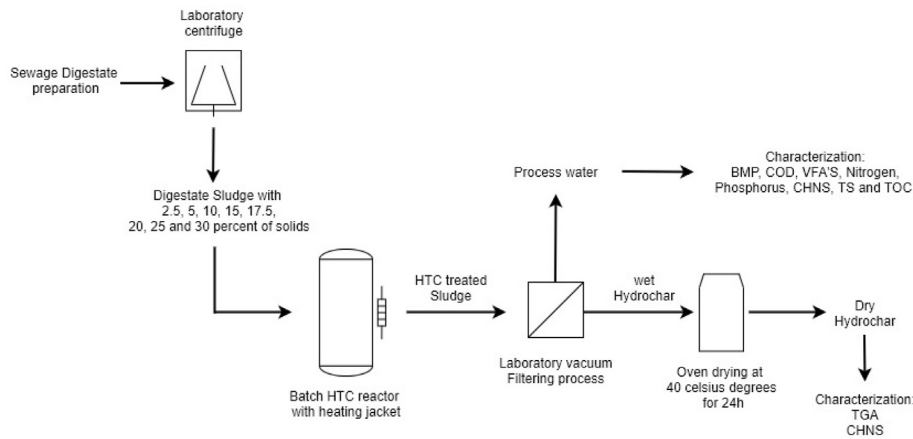 Laboratory
centrifuge
Sewage Digestate
preparation
Digestate Sludge with
2.5, 5, 10, 15, 17.5,
20, 25 and 30 percent of solids
Batch HTC reactor
with heating jacket
HTC treated
Sludge
Process water
Characterization:
BMP, COD, VFA'S, Nitrogen,
Phosphorus, CHNS, TS and TOC
Laboratory vacuum
Filtering process
wet
Hydrochar
Oven drying at
40 celsius degrees
for 24h
Dry
Hydrochar
Characterization:
TGA
CHNS